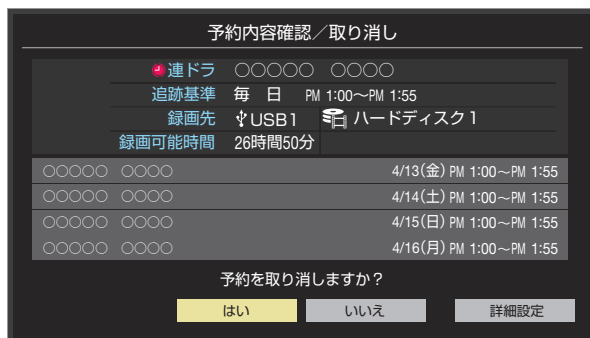 予約内容確認／取り消し
連ドラ ○○○○○ ○○○○
追跡基準 毎 日 PM 1:00～PM 1:55
録画先 USB1 ハードディスク1
録画可能時間 26時間50分
○○○○○ ○○○○ 4/13(金) PM 1:00～PM 1:55
○○○○○ ○○○○ 4/14(土) PM 1:00～PM 1:55
○○○○○ ○○○○ 4/15(日) PM 1:00～PM 1:55
○○○○○ ○○○○ 4/16(月) PM 1:00～PM 1:55
予約を取り消しますか？
はい いいえ 詳細設定